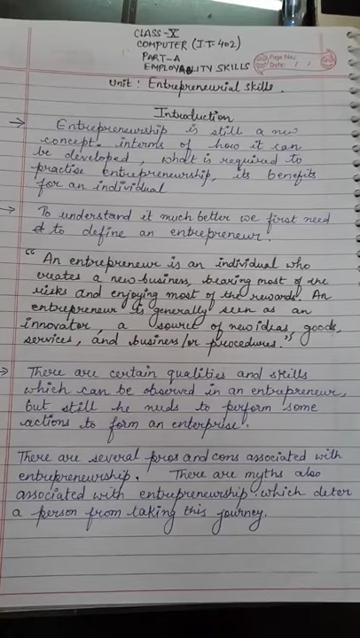 CLASS-X
COMPUTER (I.T-402)
PART-A
EMPLOYABILITY SKILLS
Page No.:
Date: / /
Unit: Entrepreneurial skills.
Introduction
→ Entrepreneurship is still a new
concept. interms of how it can
be developed, what is required to
practise entrepreneurship, its benefits
for an individual
→ To understand it much better we first need
to define an entrepreneur.
"An entrepreneur is an individual who
creates a new business, bearing most of the
risks and enjoying most of the rewards. An
entrepreneur is generally seen as an
innovator, a source of new ideas, goods,
services, and business/or procedures."
→ There are certain qualities and skills
which can be observed in an entrepreneur,
but still he needs to perform some
actions to form an enterprise.
There are several pros and cons associated with
entrepreneurship. There are myths also
associated with entrepreneurship which deter
a person from taking this journey.